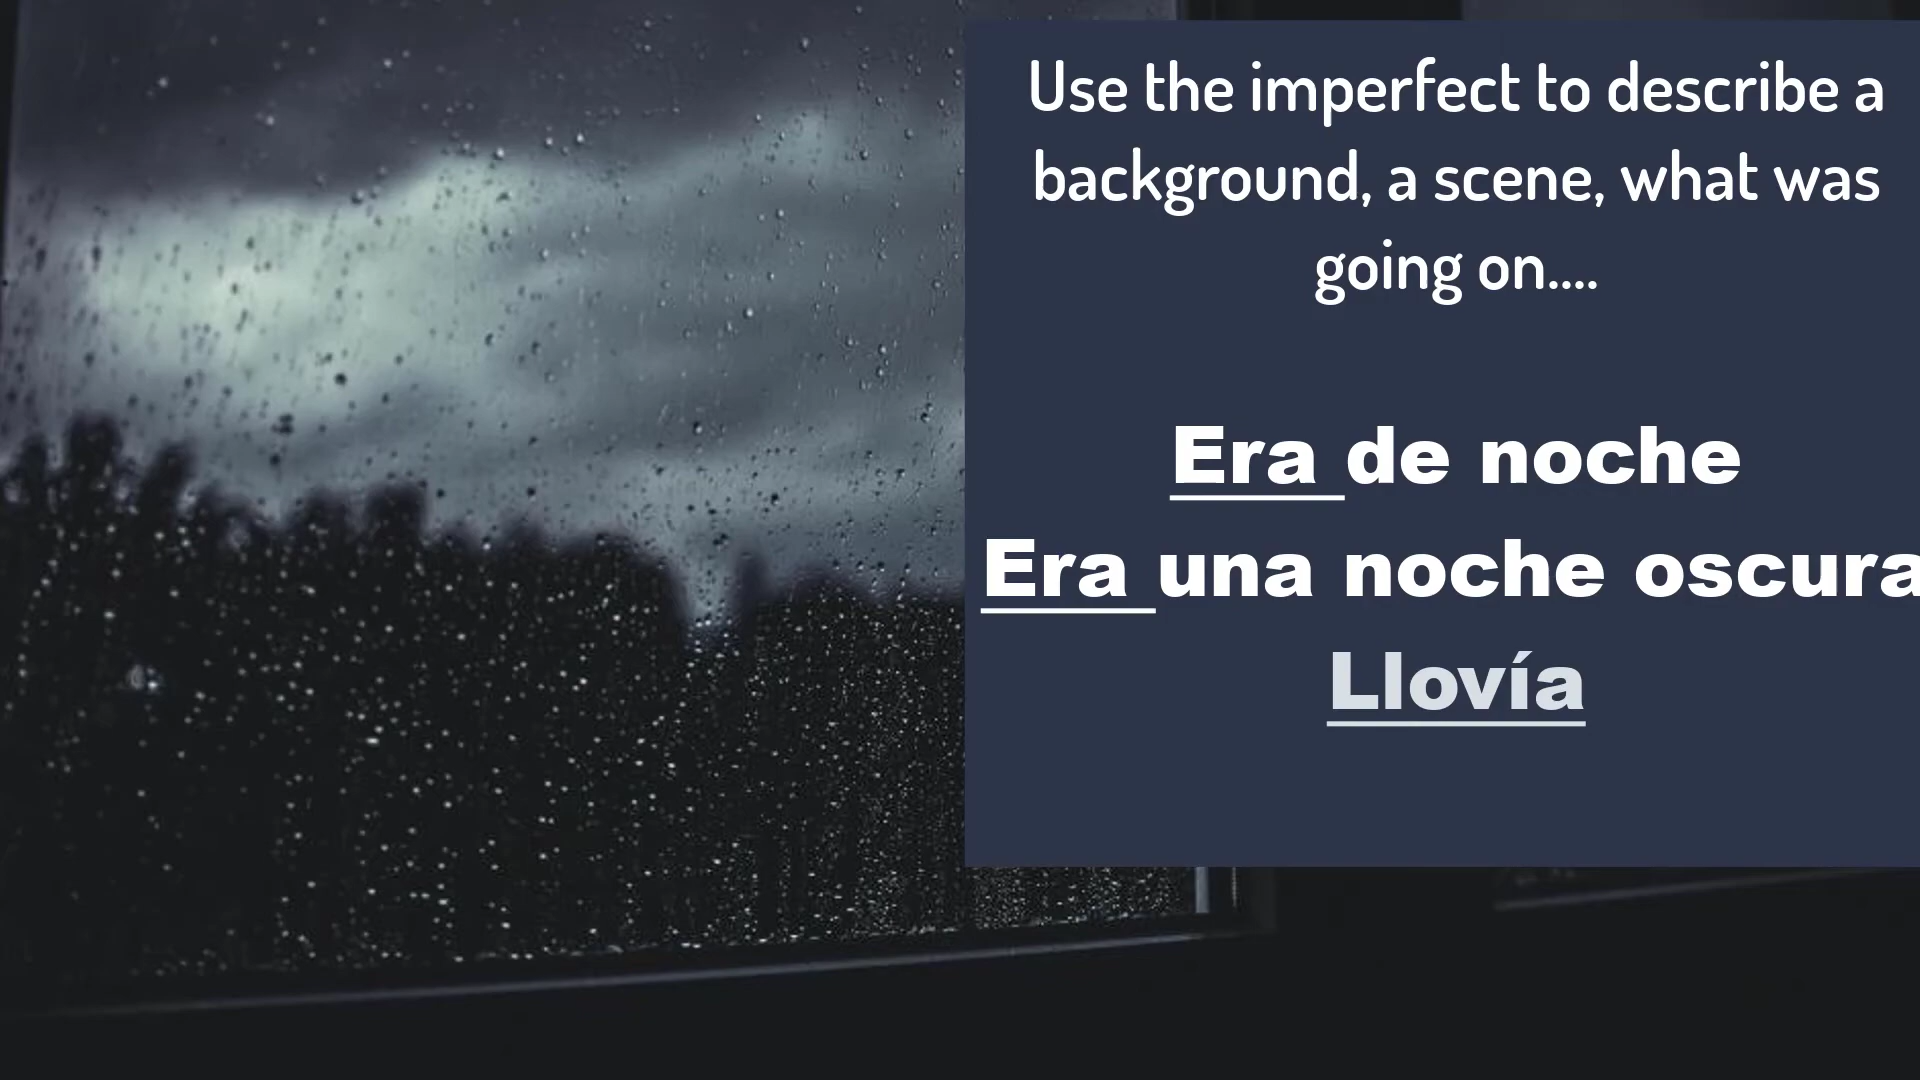 Use the imperfect to describe a
background, a scene, what was
going on....
Era de noche
Era una noche oscura
Llovía